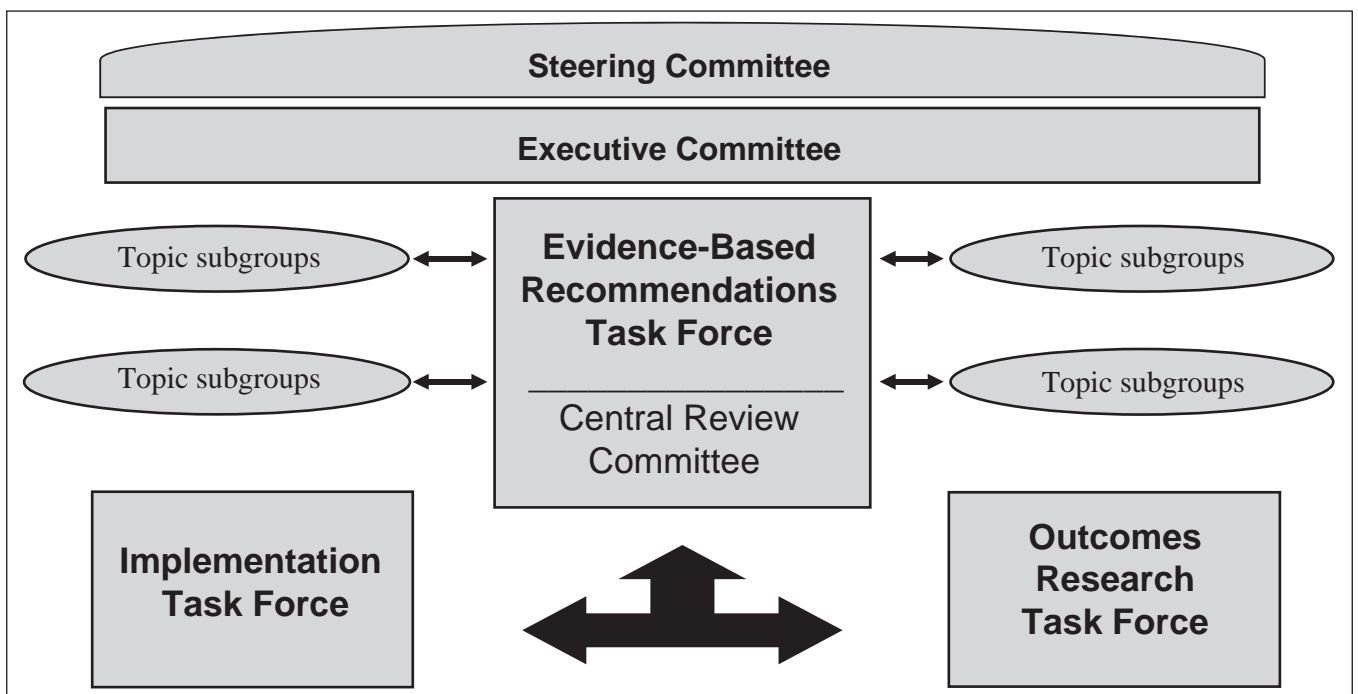 Steering Committee
Executive Committee
Topic subgroups
Topic subgroups
Evidence-Based
Recommendations
Task Force
Central Review
Committee
Topic subgroups
Topic subgroups
Implementation
Task Force
Outcomes
Research
Task Force